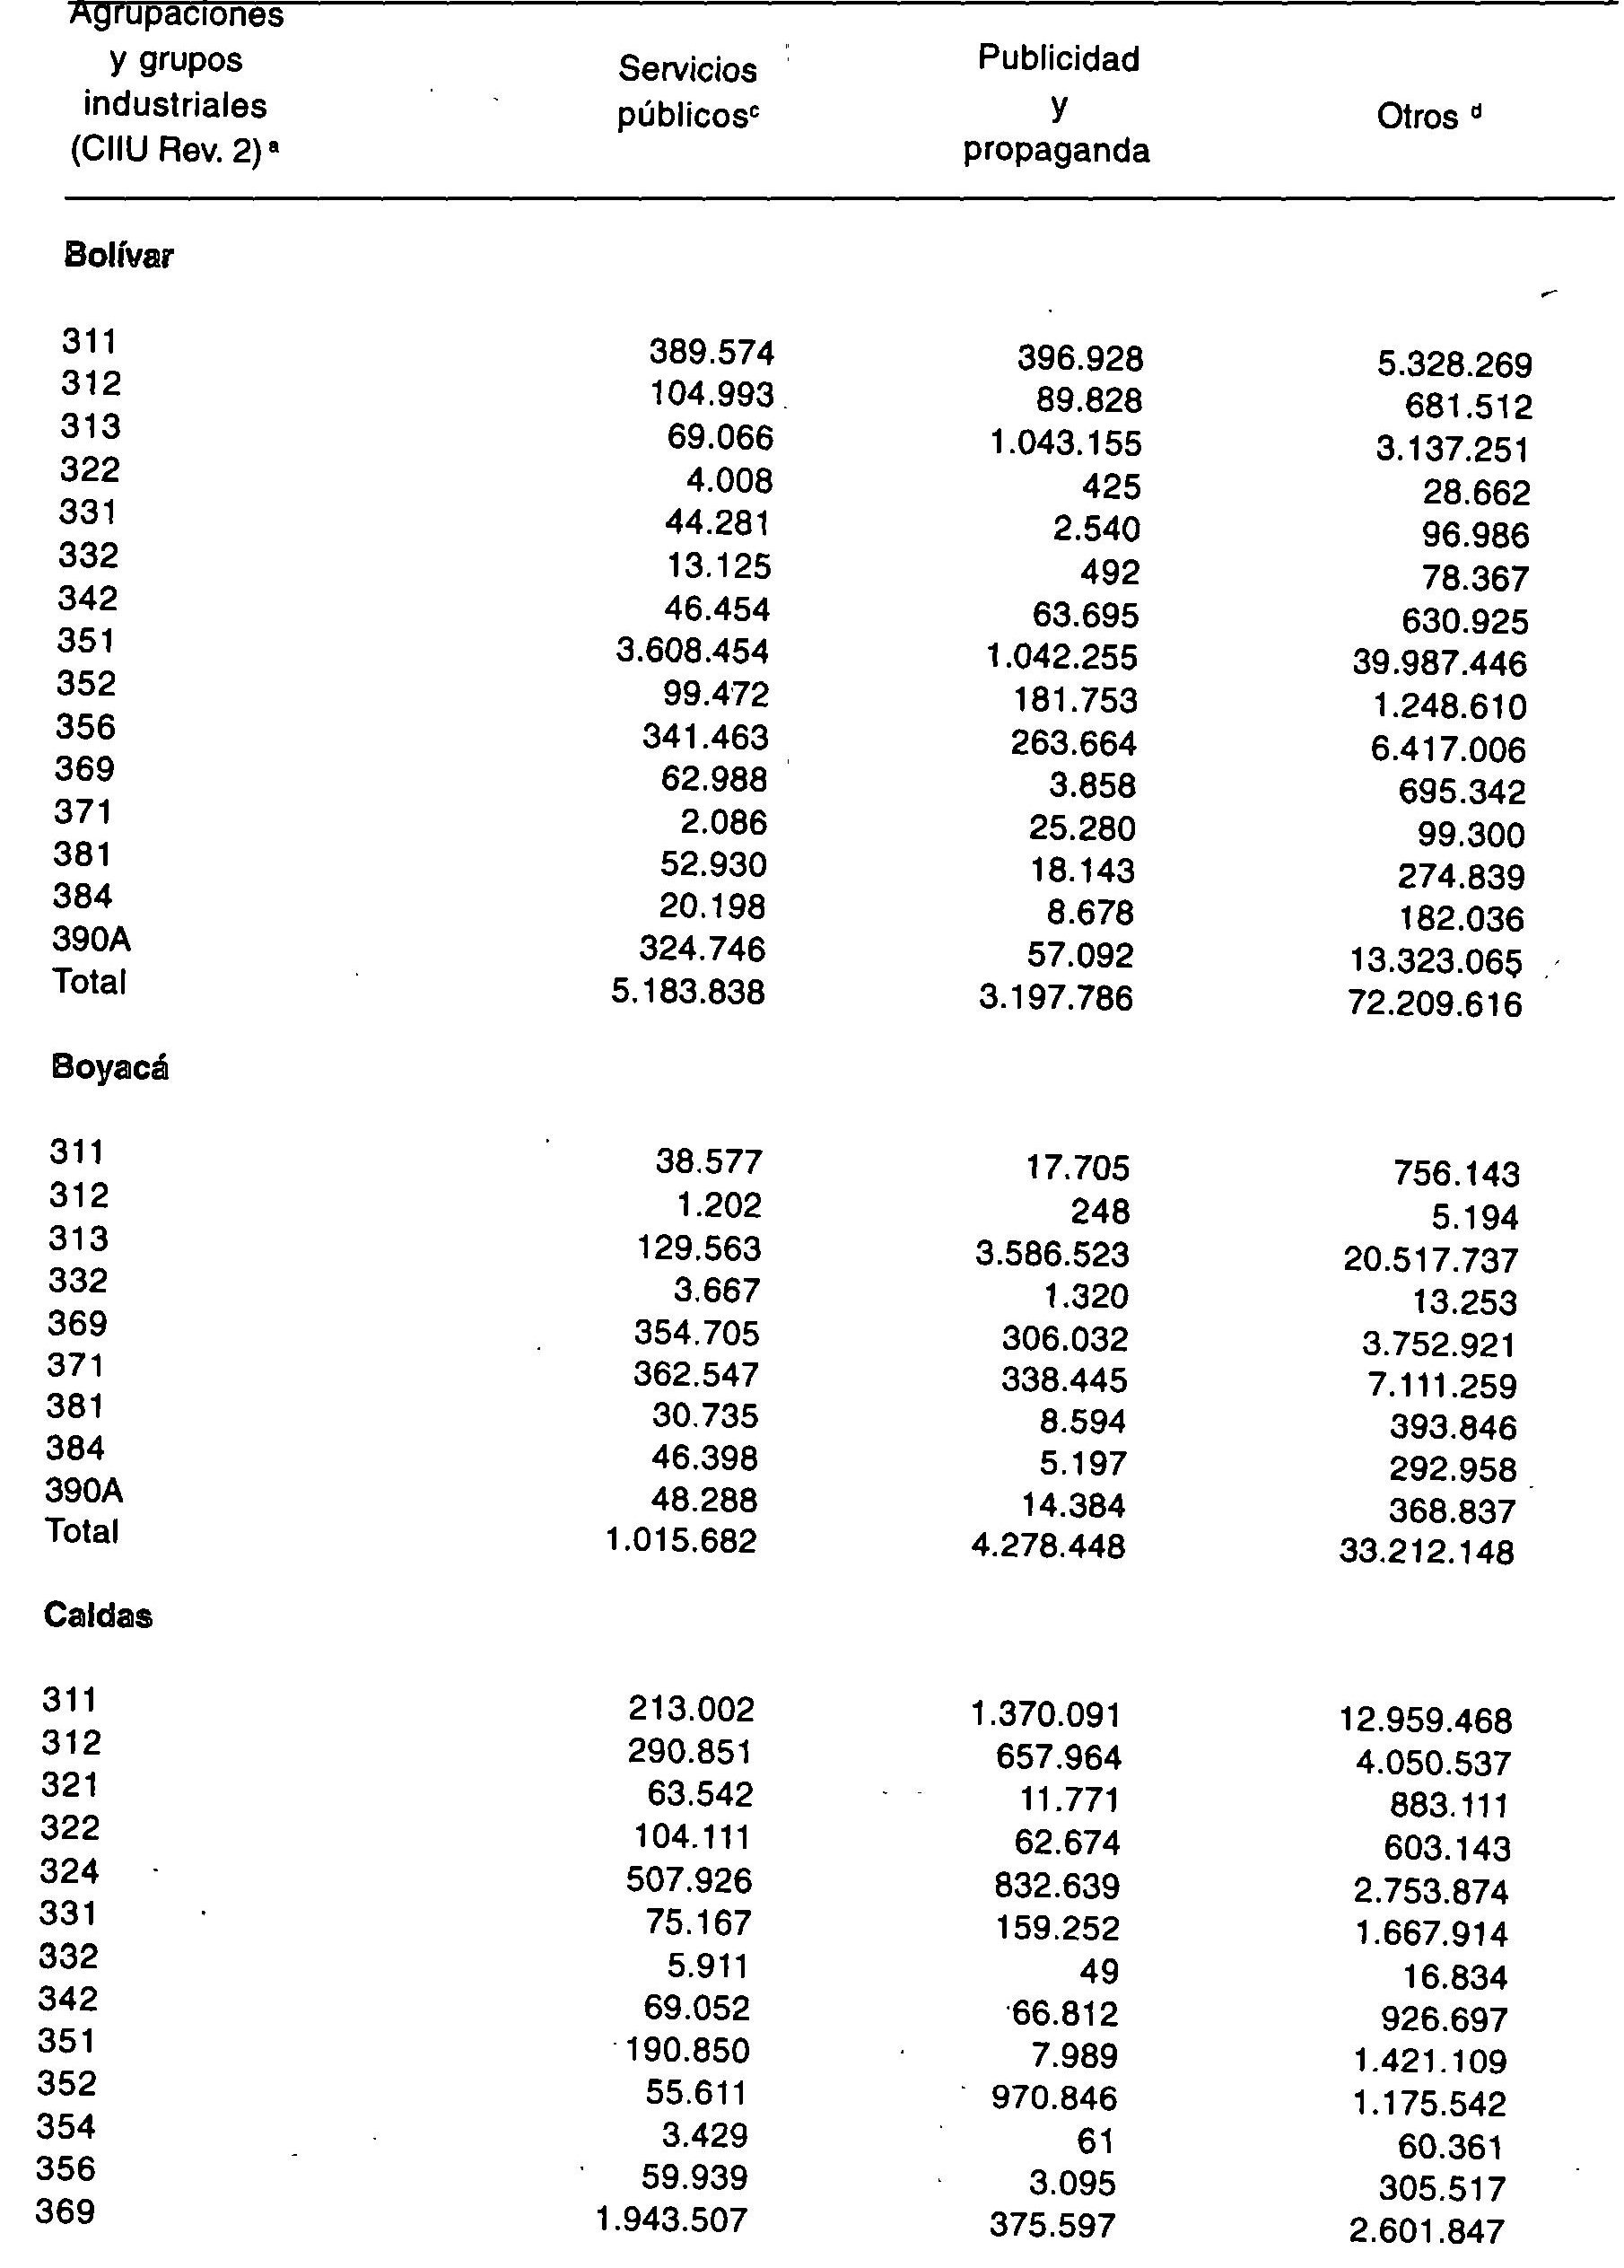 Agrupaciones
y grupos
industriales
(CIIU Rev. 2) a
Servicios
públicos c
Publicidad
y
propaganda
Otros d
Bolívar
311 389.574 396.928 5.328.269
312 104.993 89.828 681.512
313 69.066 1.043.155 3.137.251
322 4.008 425 28.662
331 44.281 2.540 96.986
332 13.125 492 78.367
342 46.454 63.695 630.925
351 3.608.454 1.042.255 39.987.446
352 99.472 181.753 1.248.610
356 341.463 263.664 6.417.006
369 62.988 3.858 695.342
371 2.086 25.280 99.300
381 52.930 18.143 274.839
384 20.198 8.678 182.036
390A 324.746 57.092 13.323.065
Total 5.183.838 3.197.786 72.209.616
Boyacá
311 38.577 17.705 756.143
312 1.202 248 5.194
313 129.563 3.586.523 20.517.737
332 3.667 1.320 13.253
369 354.705 306.032 3.752.921
371 362.547 338.445 7.111.259
381 30.735 8.594 393.846
384 46.398 5.197 292.958
390A 48.288 14.384 368.837
Total 1.015.682 4.278.448 33.212.148
Caldas
311 213.002 1.370.091 12.959.468
312 290.851 657.964 4.050.537
321 63.542 11.771 883.111
322 104.111 62.674 603.143
324 507.926 832.639 2.753.874
331 75.167 159.252 1.667.914
332 5.911 49 16.834
342 69.052 66.812 926.697
351 190.850 7.989 1.421.109
352 55.611 970.846 1.175.542
354 3.429 61 60.361
356 59.939 3.095 305.517
369 1.943.507 375.597 2.601.847